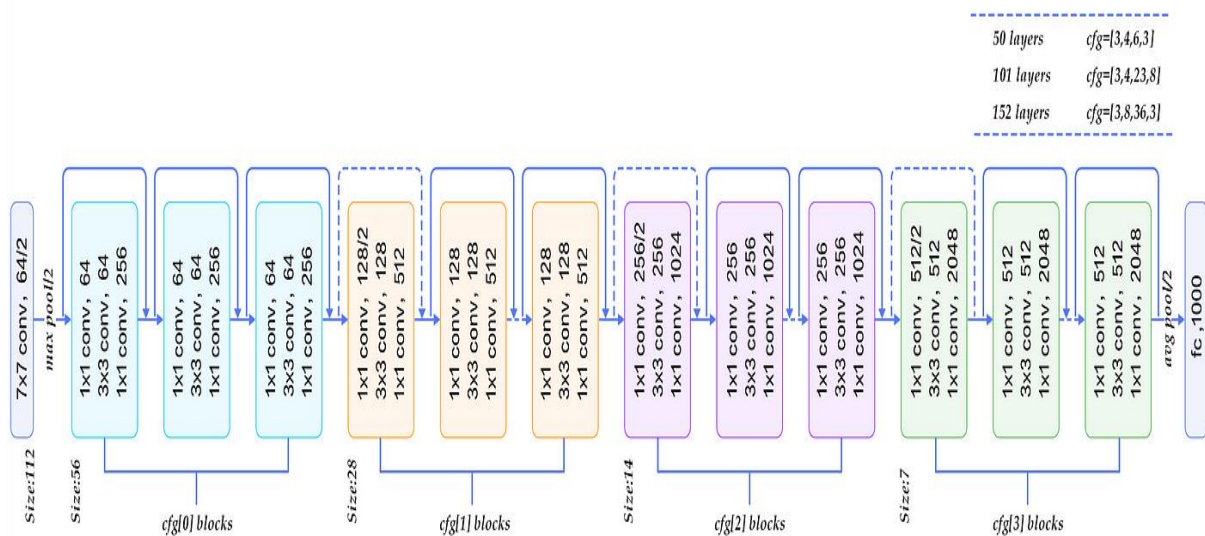 50 layers cfg=[3,4,6,3]
101 layers cfg=[3,4,23,8]
152 layers cfg=[3,8,36,3]
7×7 conv, 64/2
max pool/2
1x1 conv, 64
3x3 conv, 64
1x1 conv, 256
1x1 conv, 64
3x3 conv, 64
1x1 conv, 256
1x1 conv, 64
3x3 conv, 64
1x1 conv, 256
1x1 conv, 128/2
3x3 conv, 128
1x1 conv, 512
1x1 conv, 128
3x3 conv, 128
1x1 conv, 512
1x1 conv, 128
3x3 conv, 128
1x1 conv, 512
1x1 conv, 256/2
3x3 conv, 256
1x1 conv, 1024
1x1 conv, 256
3x3 conv, 256
1x1 conv, 1024
1x1 conv, 256
3x3 conv, 256
1x1 conv, 1024
1x1 conv, 512/2
3x3 conv, 512
1x1 conv, 2048
1x1 conv, 512
3x3 conv, 512
1x1 conv, 2048
1x1 conv, 512
3x3 conv, 512
1x1 conv, 2048
avg pool/2
fc ,1000
Size:112
Size:56
Size:28
Size:14
Size:7
cfg[0] blocks
cfg[1] blocks
cfg[2] blocks
cfg[3] blocks